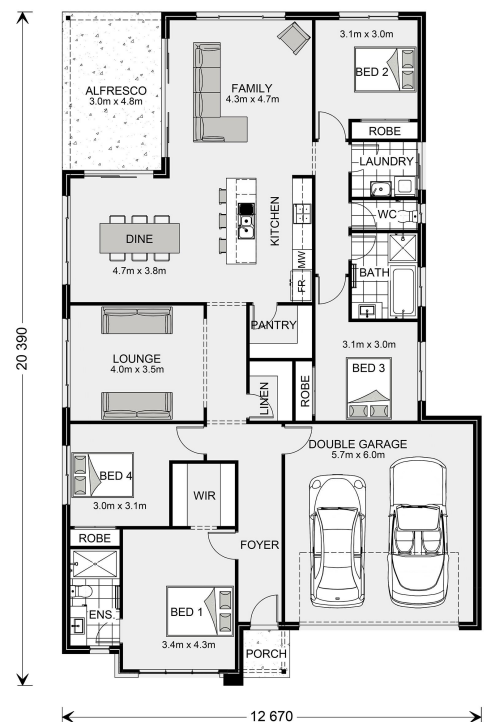 3.1m x 3.0m
BED 2
ALFRESCO
3.0m x 4.8m
FAMILY
4.3m x 4.7m
ROBE
LAUNDRY
WC
KITCHEN
DINE
4.7m x 3.8m
MW
FR
BATH
PANTRY
3.1m x 3.0m
BED 3
LOUNGE
4.0m x 3.5m
LINEN
ROBE
20 390
DOUBLE GARAGE
5.7m x 6.0m
BED 4
3.0m x 3.1m
WIR
ROBE
FOYER
ENS.
BED 1
3.4m x 4.3m
PORCH
12 670